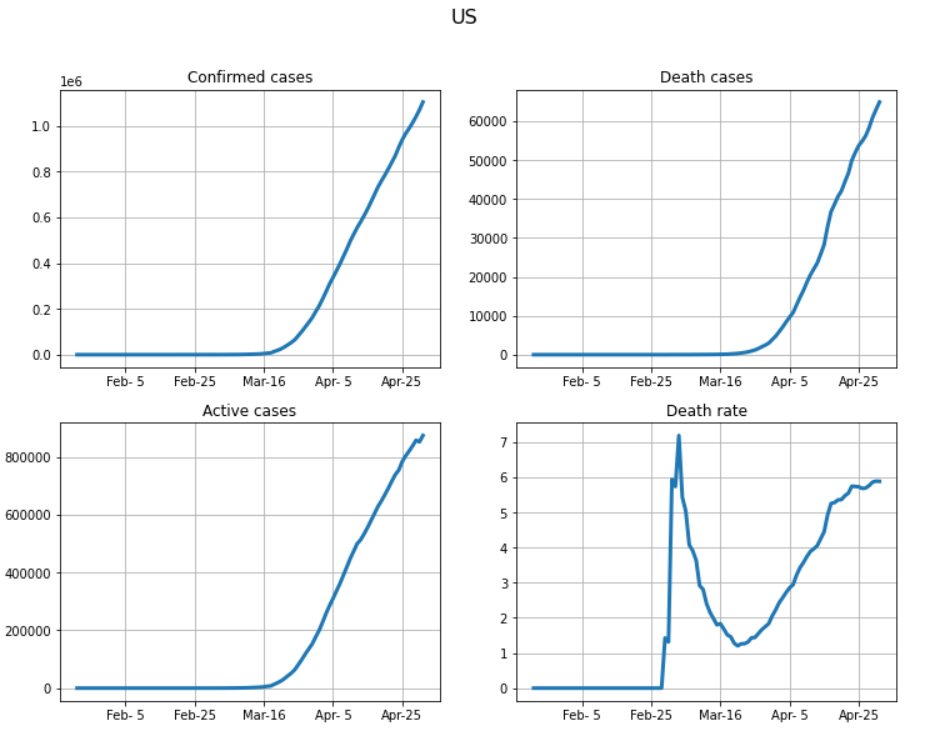 US
Confirmed cases
1e6
1.0
0.8
0.6
0.4
0.2
0.0
Feb- 5 Feb-25 Mar-16 Apr- 5 Apr-25
Death cases
60000
50000
40000
30000
20000
10000
0
Feb- 5 Feb-25 Mar-16 Apr- 5 Apr-25
Active cases
800000
600000
400000
200000
0
Feb- 5 Feb-25 Mar-16 Apr- 5 Apr-25
Death rate
7
6
5
4
3
2
1
0
Feb- 5 Feb-25 Mar-16 Apr- 5 Apr-25